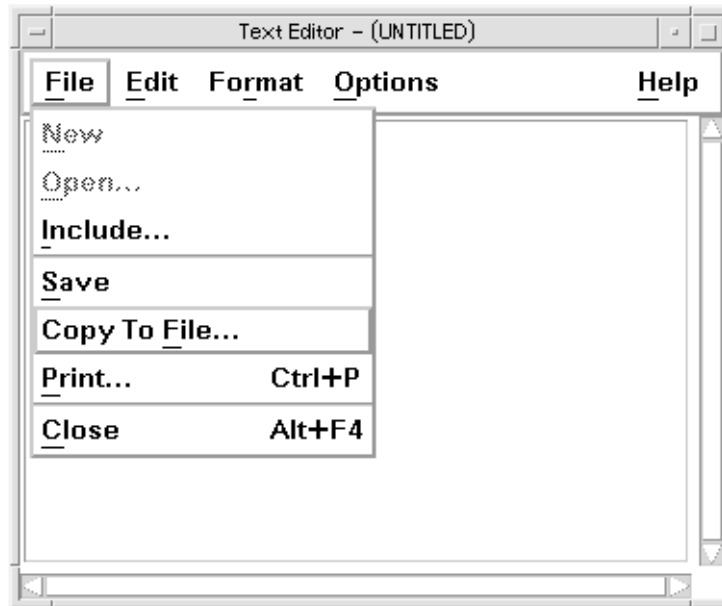 Text Editor – (UNTITLED)
File Edit Format Options Help
New
Open...
Include...
Save
Copy To File...
Print... Ctrl+P
Close Alt+F4